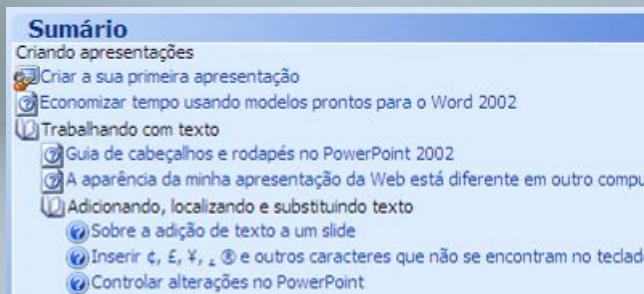 Sumário
Criando apresentações
Criar a sua primeira apresentação
Economizar tempo usando modelos prontos para o Word 2002
Trabalhando com texto
Guia de cabeçalhos e rodapés no PowerPoint 2002
A aparência da minha apresentação da Web está diferente em outro compu
Adicionando, localizando e substituindo texto
Sobre a adição de texto a um slide
Inserir ¢, £, ¥, ® e outros caracteres que não se encontram no teclad
Controlar alterações no PowerPoint